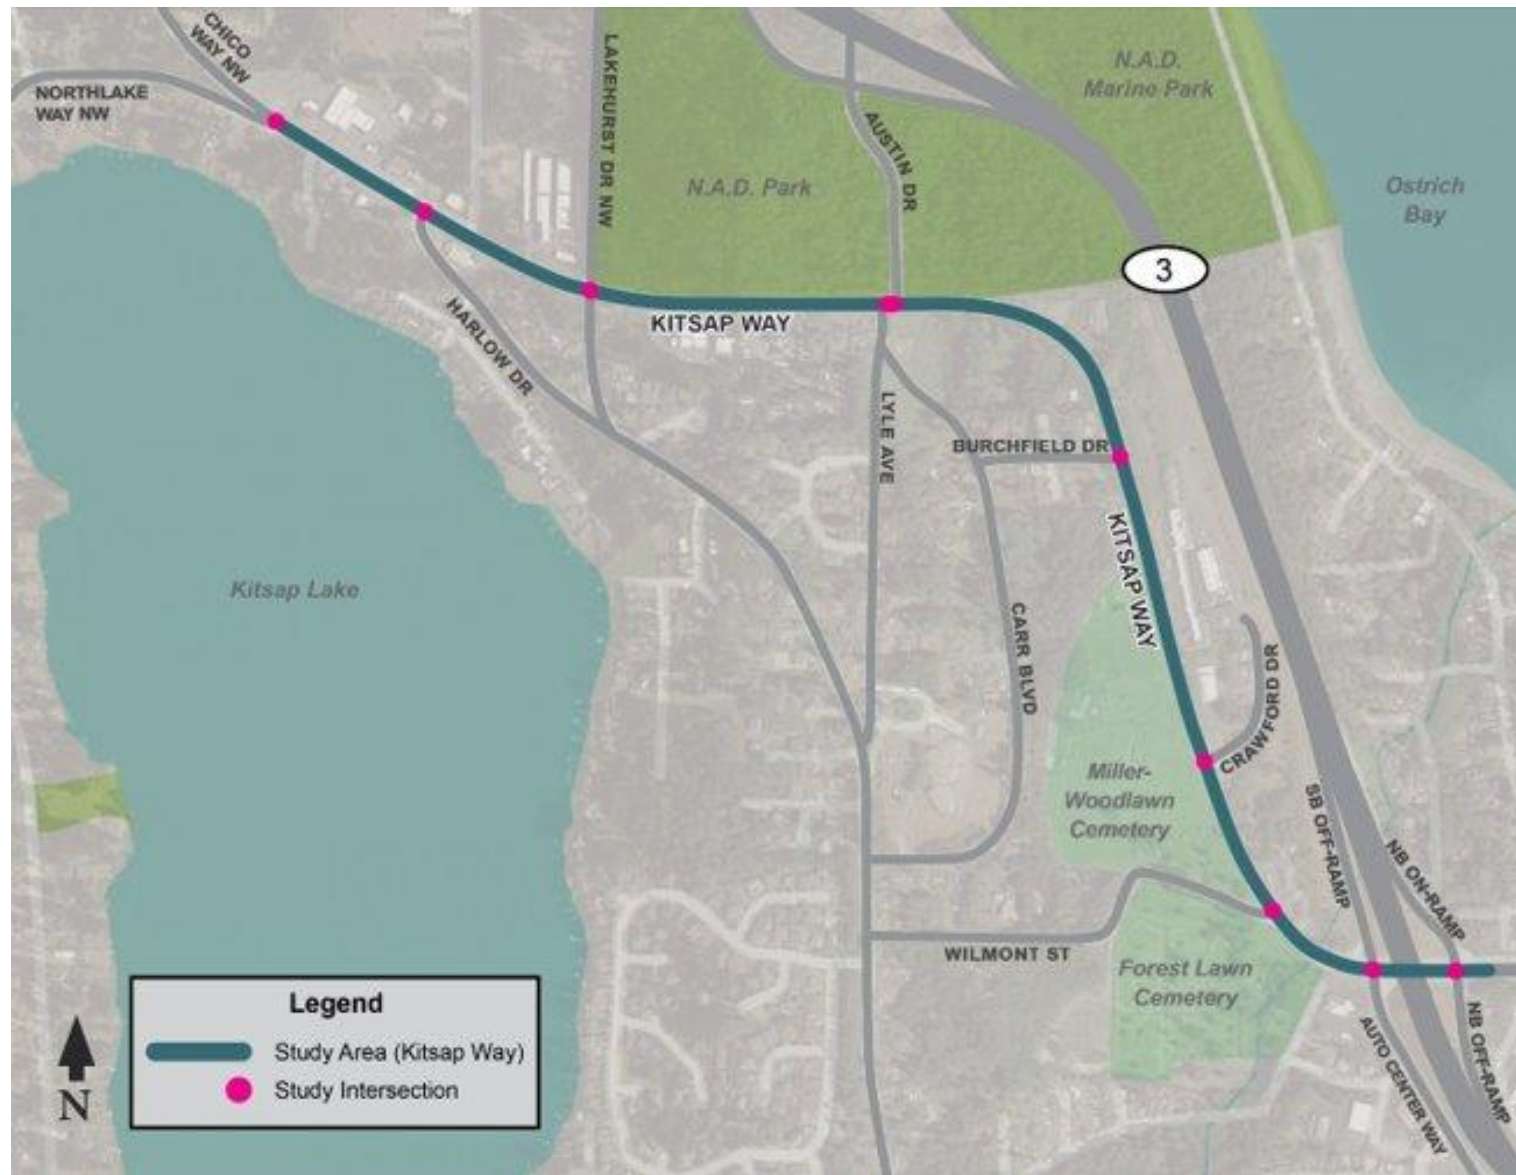 CHICO
WAY NW
NORTHLAKE
WAY NW
LAKEHURST DR NW
N.A.D.
Marine Park
AUSTIN DR
N.A.D. Park
Ostrich
Bay
3
KITSAP WAY
HARLOW DR
LYLE AVE
BURCHFIELD DR
KITSAP WAY
Kitsap Lake
CARR BLVD
CRAWFORD DR
Miller-
Woodlawn
Cemetery
SB OFF-RAMP
NB ON-RAMP
WILMONT ST
Forest Lawn
Cemetery
AUTO CENTER WAY
NB OFF-RAMP
Legend
Study Area (Kitsap Way)
Study Intersection
N